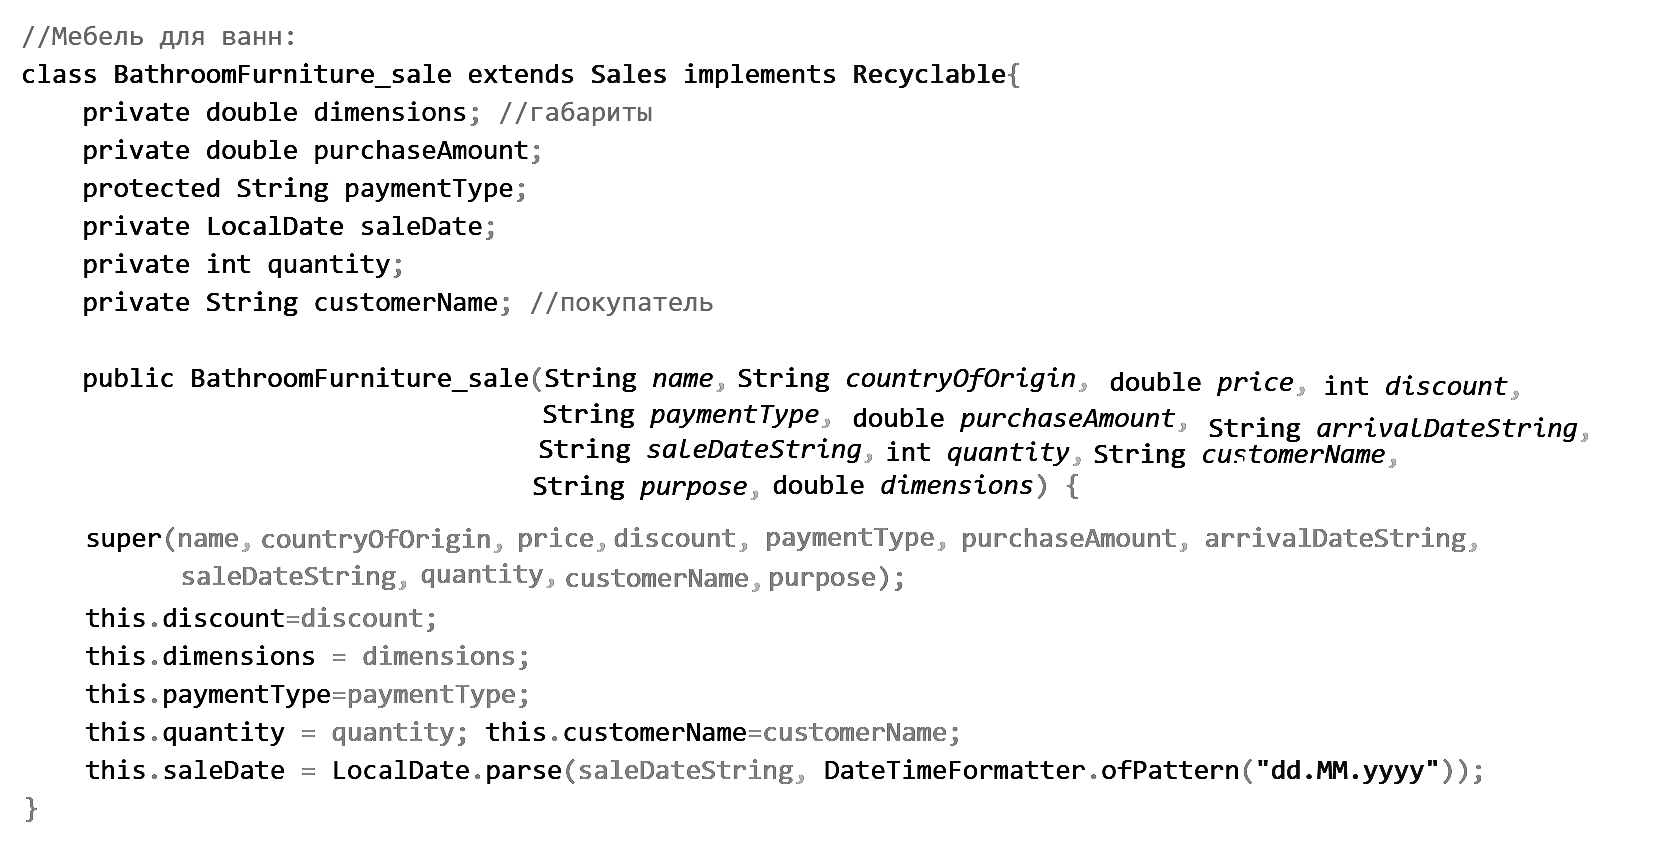 //Мебель для ванн:
class BathroomFurniture_sale extends Sales implements Recyclable{
    private double dimensions; //габариты
    private double purchaseAmount;
    protected String paymentType;
    private LocalDate saleDate;
    private int quantity;
    private String customerName; //покупатель
    public BathroomFurniture_sale(String name, String countryOfOrigin, double price, int discount,
                                  String paymentType, double purchaseAmount, String arrivalDateString,
                                  String saleDateString, int quantity, String customerName,
                                  String purpose, double dimensions) {
    super(name, countryOfOrigin, price, discount, paymentType, purchaseAmount, arrivalDateString,
          saleDateString, quantity, customerName, purpose);
    this.discount=discount;
    this.dimensions = dimensions;
    this.paymentType=paymentType;
    this.quantity = quantity; this.customerName=customerName;
    this.saleDate = LocalDate.parse(saleDateString, DateTimeFormatter.ofPattern("dd.MM.yyyy"));
}